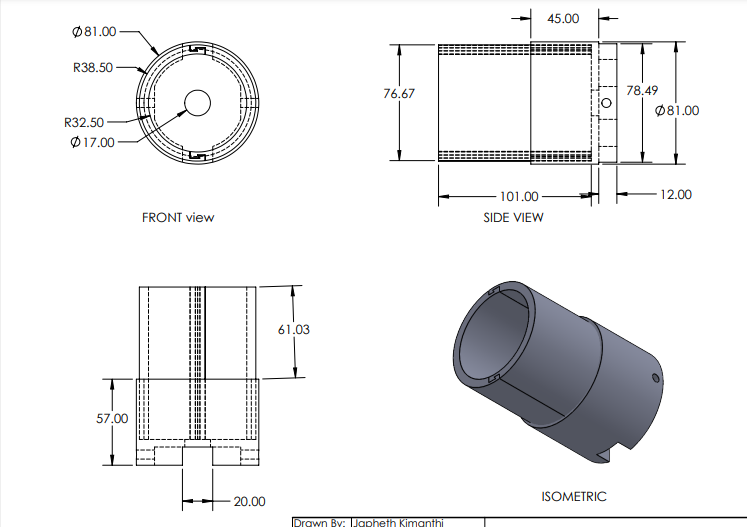 Ø81.00
R38.50
R32.50
Ø17.00
FRONT view
45.00
76.67
78.49
Ø81.00
101.00
12.00
SIDE VIEW
61.03
57.00
20.00
ISOMETRIC
Drawn By: Japheth Kimanthi